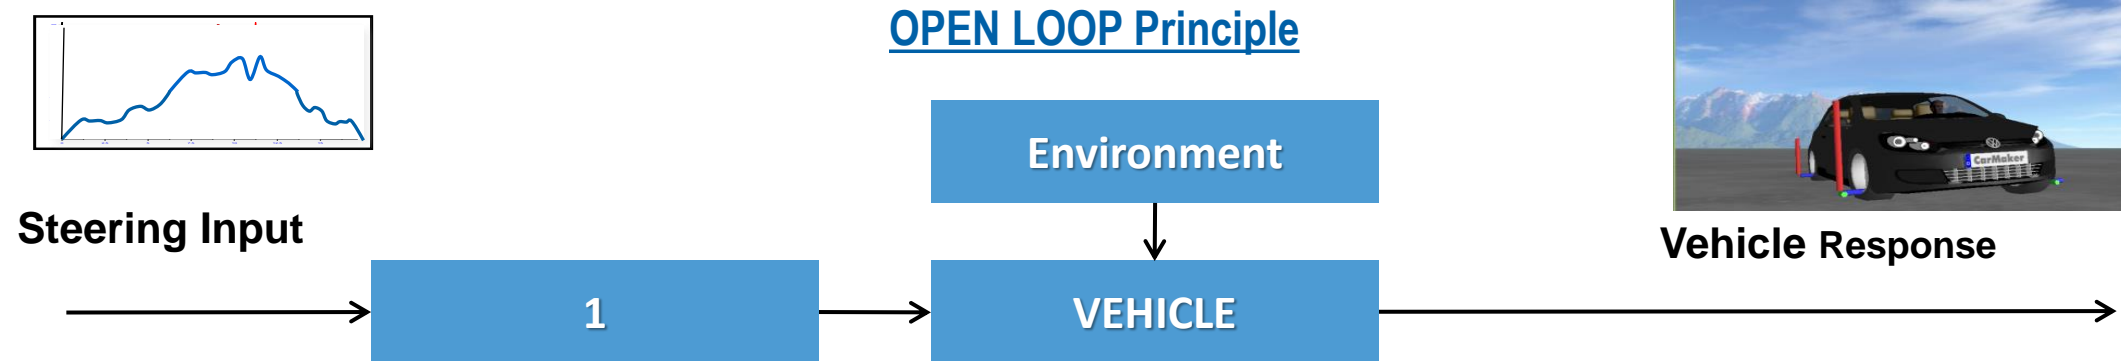 OPEN LOOP Principle
Environment
CarMaker
Steering Input
Vehicle Response
1
VEHICLE